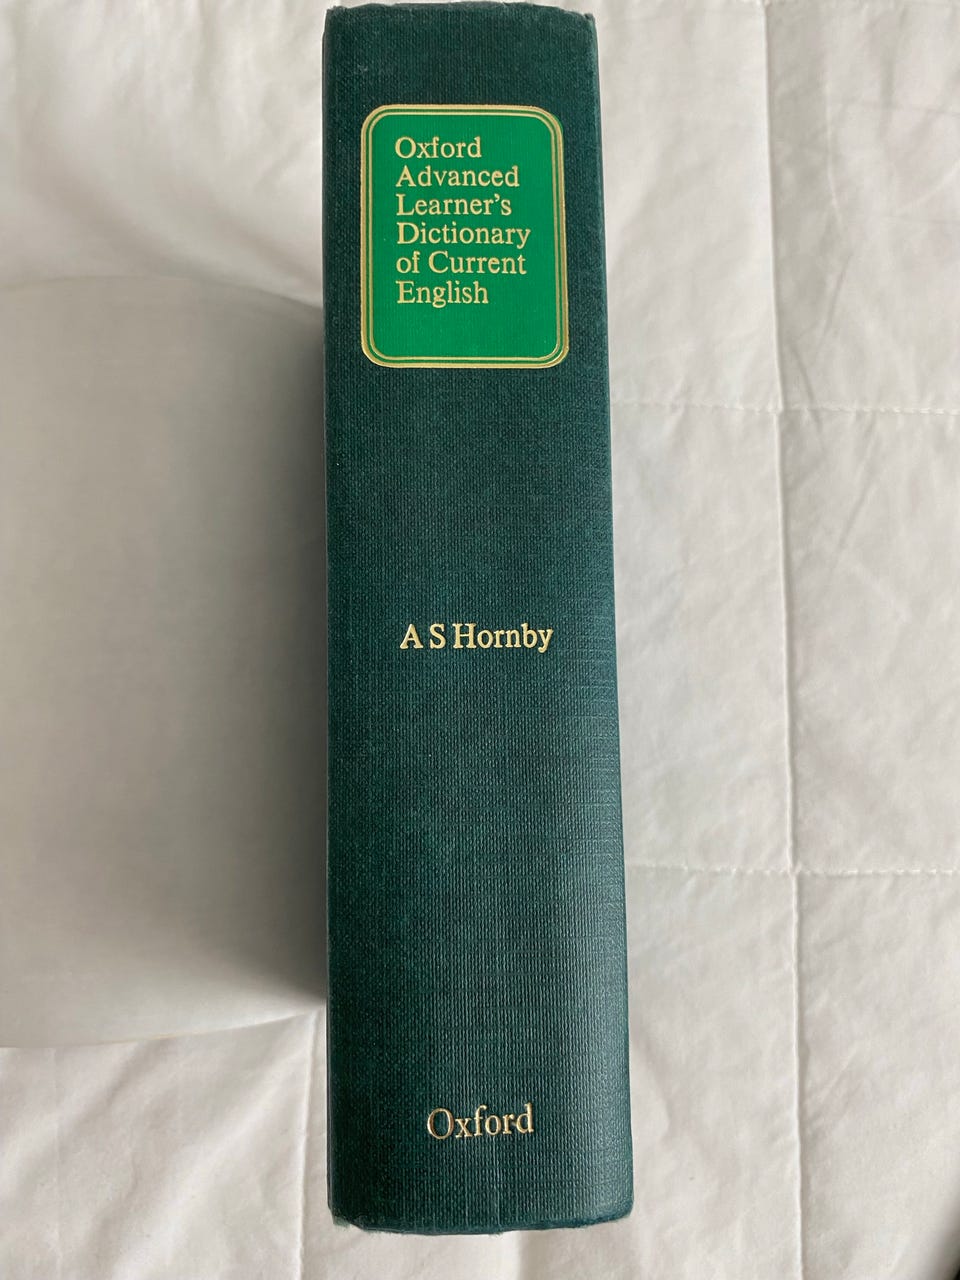 Oxford
Advanced
Learner's
Dictionary
of Current
English
A S Hornby
Oxford